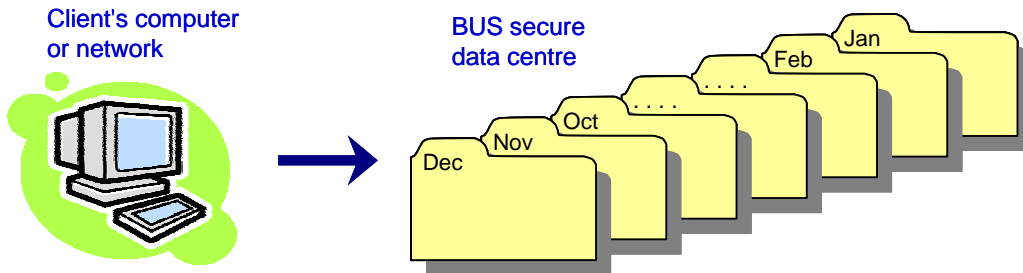 Client's computer
or network
BUS secure
data centre
Jan
Feb
. . . .
. . . .
Oct
Nov
Dec